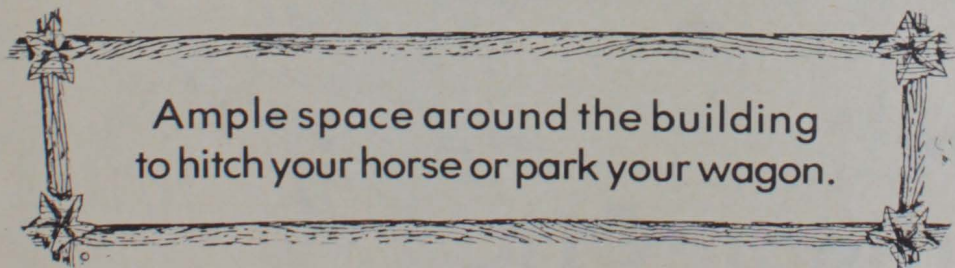 Ample space around the building
to hitch your horse or park your wagon.